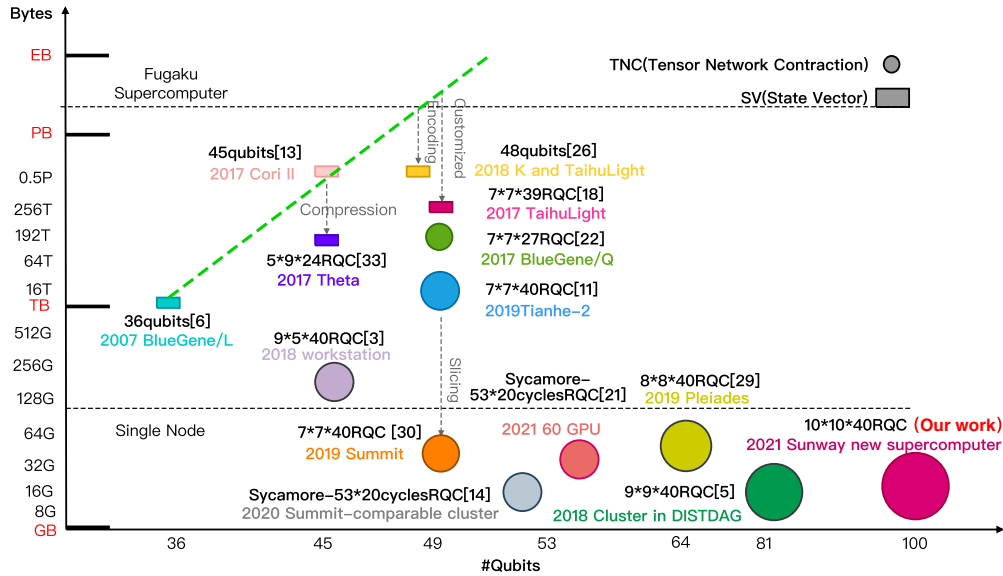 Bytes
EB
Fugaku
Supercomputer
TNC(Tensor Network Contraction)
SV(State Vector)
PB
Encoding
Customized
45qubits[13]
2017 Cori II
48qubits[26]
2018 K and TaihuLight
0.5P
256T
Compression
7*7*39RQC[18]
2017 TaihuLight
192T
64T
5*9*24RQC[33]
2017 Theta
7*7*27RQC[22]
2017 BlueGene/Q
16T
TB
7*7*40RQC[11]
2019Tianhe-2
36qubits[6]
2007 BlueGene/L
512G
9*5*40RQC[3]
2018 workstation
256G
128G
Slicing
Sycamore-
53*20cyclesRQC[21]
8*8*40RQC[29]
2019 Pleiades
Single Node
64G
7*7*40RQC [30]
2019 Summit
2021 60 GPU
10*10*40RQC (Our work)
2021 Sunway new supercomputer
32G
16G
8G
GB
Sycamore-53*20cyclesRQC[14]
2020 Summit-comparable cluster
9*9*40RQC[5]
2018 Cluster in DISTDAG
36
45
49
53
64
81
100
#Qubits